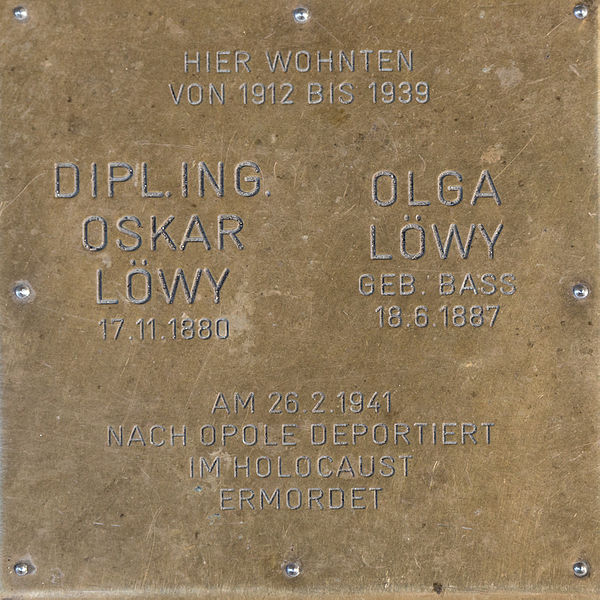 HIER WOHNTEN
VON 1912 BIS 1939
DIPL.ING.
OSKAR
LÖWY
17.11.1880
OLGA
LÖWY
GEB. BASS
18.6.1887
AM 26.2.1941
NACH OPOLE DEPORTIERT
IM HOLOCAUST
ERMORDET